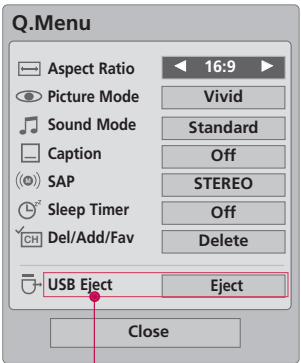 Q.Menu
Aspect Ratio ◄ 16:9 ►
Picture Mode Vivid
Sound Mode Standard
Caption Off
SAP STEREO
Sleep Timer Off
CH Del/Add/Fav Delete
USB Eject Eject
Close